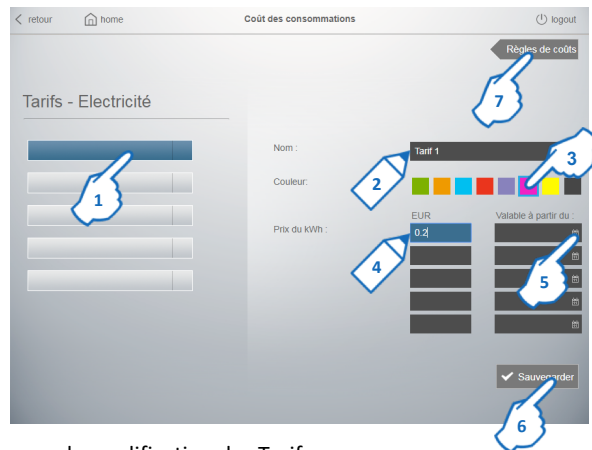 retour home Coût des consommations logout
Règles de coûts
7
Tarifs - Electricité
1
Nom : Tarif 1
3
Couleur:
2
EUR Valable à partir du :
Prix du kWh : 0.2
4
5
Sauvegarder
6